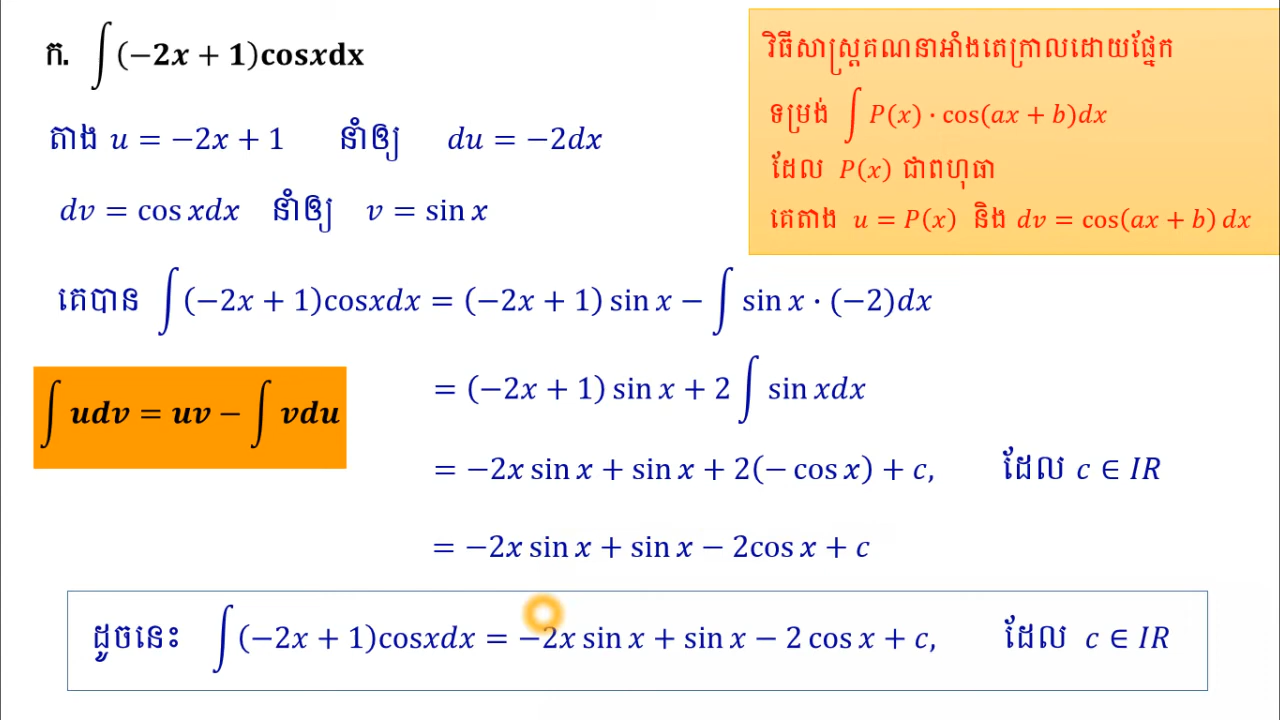 ក. ∫(−2x + 1)cosxdx
តាង u = −2x + 1 នាំឲ្យ du = −2dx
dv = cos xdx នាំឲ្យ v = sin x
វិធីសាស្ត្រគណនាអាំងតេក្រាលដោយផ្នែក
ទម្រង់ ∫ P(x) · cos(ax + b)dx
ដែល P(x) ជាពហុធា
គេតាង u = P(x) និង dv = cos(ax + b) dx
គេបាន ∫(−2x + 1)cosxdx = (−2x + 1) sin x − ∫ sin x · (−2)dx
∫ udv = uv − ∫ vdu
= (−2x + 1) sin x + 2 ∫ sin xdx
= −2x sin x + sin x + 2(− cos x) + c, ដែល c ∈ IR
= −2x sin x + sin x − 2cos x + c
ដូចនេះ ∫(−2x + 1)cosxdx = −2x sin x + sin x − 2 cos x + c, ដែល c ∈ IR